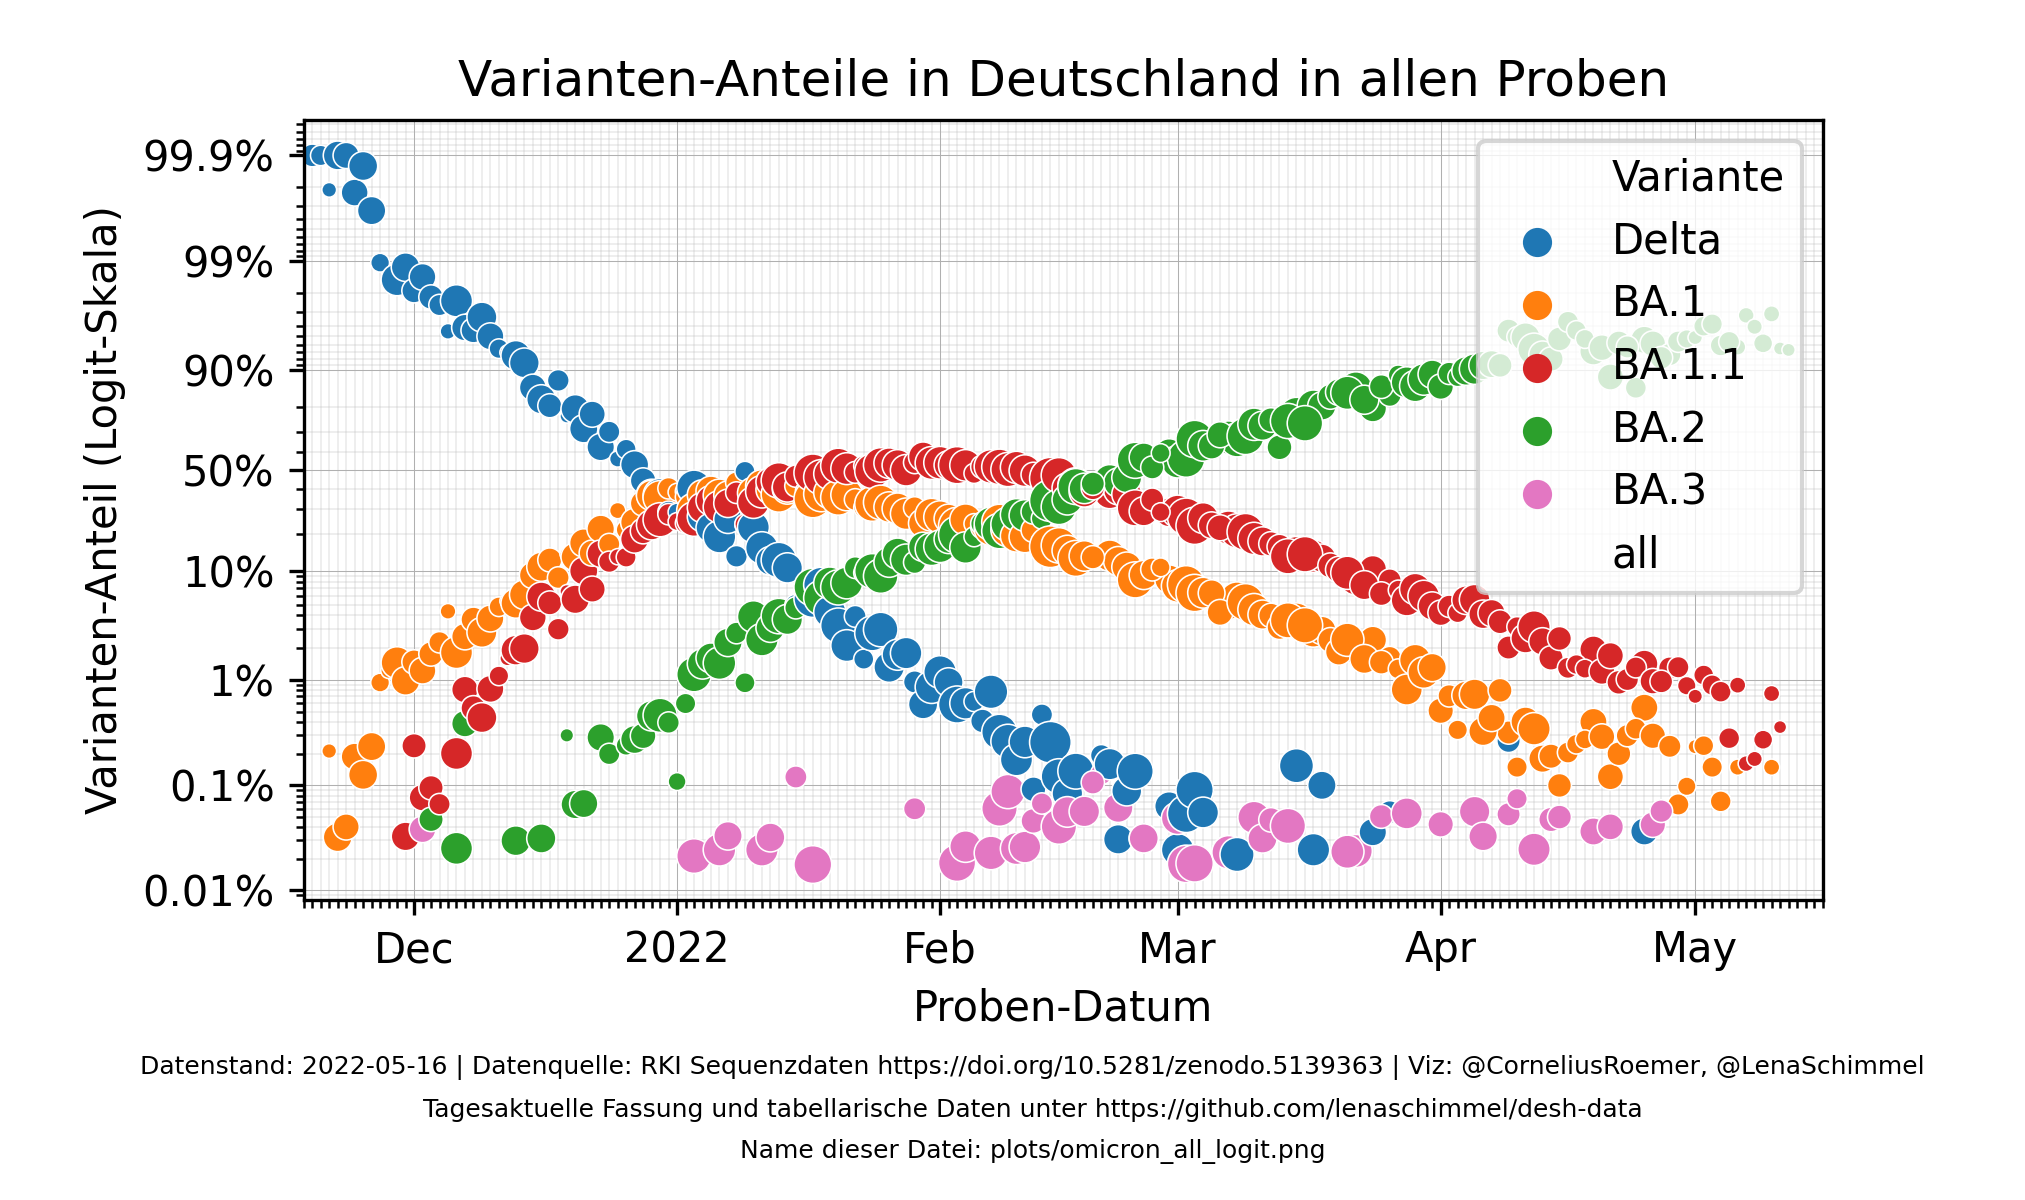 Varianten-Anteile in Deutschland in allen Proben
Varianten-Anteil (Logit-Skala)
99.9%
99%
90%
50%
10%
1%
0.1%
0.01%
Variante
Delta
BA.1
BA.1.1
BA.2
BA.3
all
Dec
2022
Feb
Mar
Apr
May
Proben-Datum
Datenstand: 2022-05-16 | Datenquelle: RKI Sequenzdaten https://doi.org/10.5281/zenodo.5139363 | Viz: @CorneliusRoemer, @LenaSchimmel
Tagesaktuelle Fassung und tabellarische Daten unter https://github.com/lenaschimmel/desh-data
Name dieser Datei: plots/omicron_all_logit.png